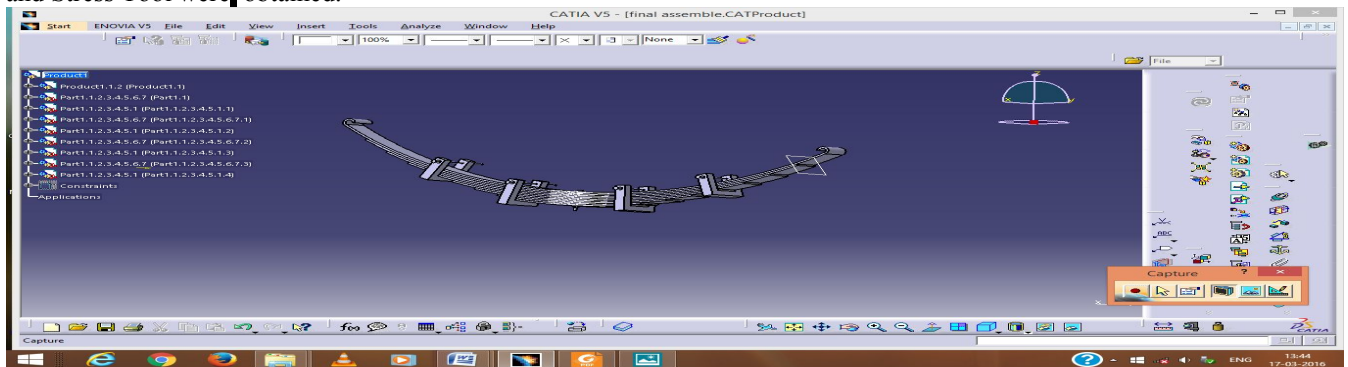 and Stress Tool were obtained.
CATIA V5 - [final assemble.CATProduct]
Start ENOVIA V5 File Edit View Insert Tools Analyze Window Help
100% None
File
Product1
Product1.1.2 (Product1.1)
Part1.1.2.3.4.5.6.7 (Part1.1)
Part1.1.2.3.4.5.1 (Part1.1.2.3.4.5.1.1)
Part1.1.2.3.4.5.6.7 (Part1.1.2.3.4.5.6.7.1)
Part1.1.2.3.4.5.1 (Part1.1.2.3.4.5.1.2)
Part1.1.2.3.4.5.6.7 (Part1.1.2.3.4.5.6.7.2)
Part1.1.2.3.4.5.1 (Part1.1.2.3.4.5.1.3)
Part1.1.2.3.4.5.6.7 (Part1.1.2.3.4.5.6.7.3)
Part1.1.2.3.4.5.1 (Part1.1.2.3.4.5.1.4)
Constraints
Applications
ABC
Capture ? ×
CATIA
Capture
ENG 13:44
17-03-2016